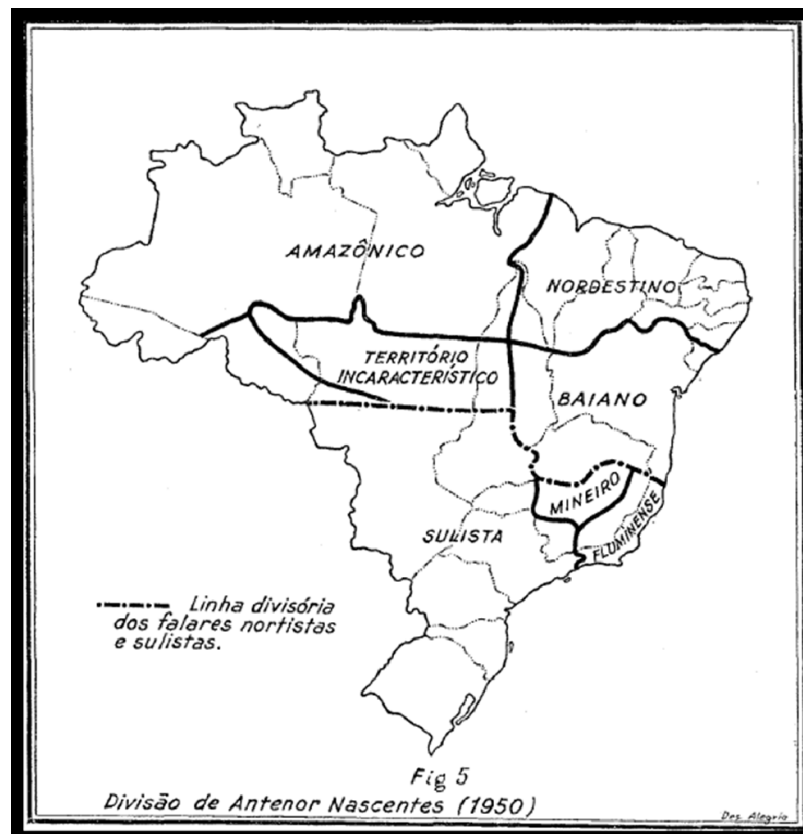 AMAZÔNICO
NORDESTINO
TERRITÓRIO
INCARACTERÍSTICO
BAIANO
MINEIRO
FLUMINENSE
SULISTA
Linha divisória
dos falares nortistas
e sulistas.
Fig 5
Divisão de Antenor Nascentes (1950)
Des. Alegria